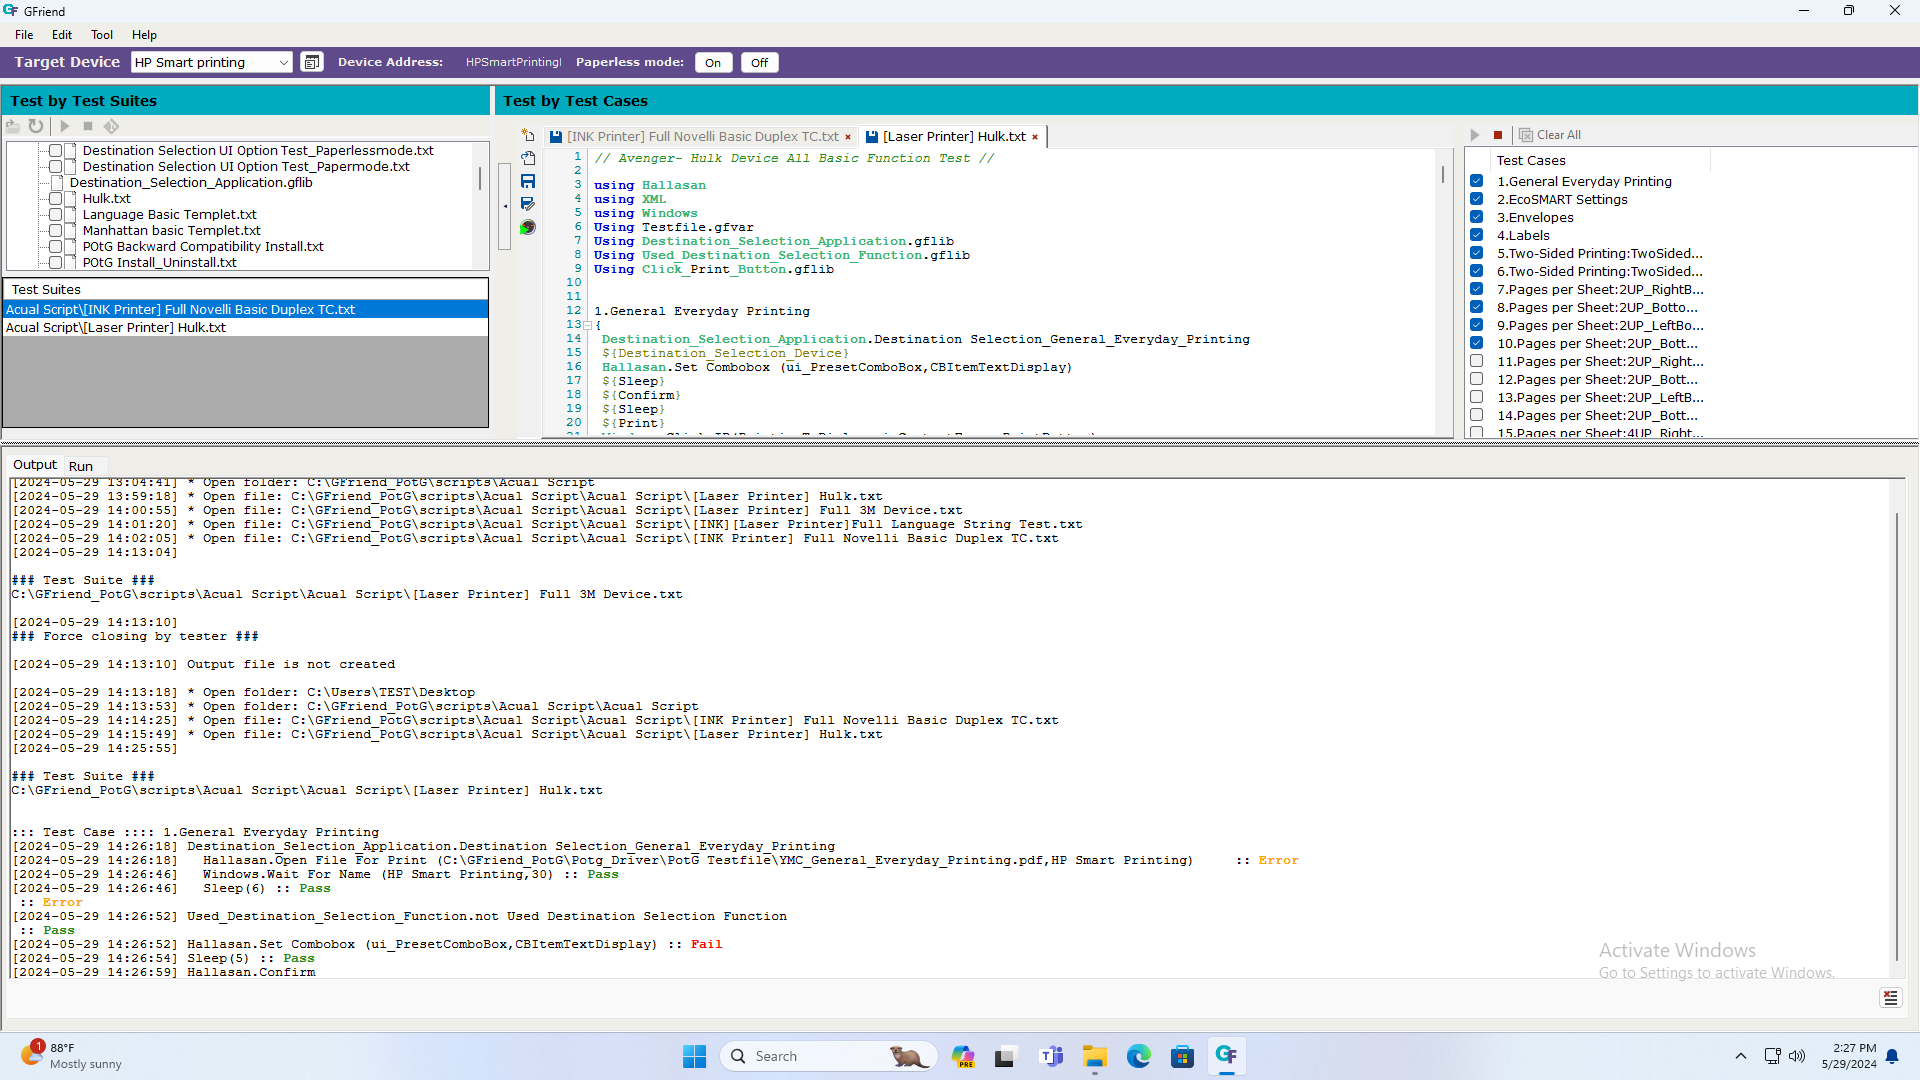 GFriend
File Edit Tool Help
Target Device HP Smart printing Device Address: HPSmartPrintingI Paperless mode: On Off
Test by Test Suites
Destination Selection UI Option Test_Paperlessmode.txt
Destination Selection UI Option Test_Papermode.txt
Destination_Selection_Application.gflib
Hulk.txt
Language Basic Templet.txt
Manhattan basic Templet.txt
POtG Backward Compatibility Install.txt
POtG Install_Uninstall.txt
Test Suites
Acual Script\[INK Printer] Full Novelli Basic Duplex TC.txt
Acual Script\[Laser Printer] Hulk.txt
Test by Test Cases
[INK Printer] Full Novelli Basic Duplex TC.txt × [Laser Printer] Hulk.txt ×
1 // Avenger- Hulk Device All Basic Function Test //
2
3 using Hallasan
4 using XML
5 using Windows
6 Using Testfile.gfvar
7 Using Destination_Selection_Application.gflib
8 Using Used_Destination_Selection_Function.gflib
9 Using Click_Print_Button.gflib
10
11
12 1.General Everyday Printing
13 {
14 Destination_Selection_Application.Destination Selection_General_Everyday_Printing
15 ${Destination_Selection_Device}
16 Hallasan.Set Combobox (ui_PresetComboBox,CBItemTextDisplay)
17 ${Sleep}
18 ${Confirm}
19 ${Sleep}
20 ${Print}
Clear All
Test Cases
1.General Everyday Printing
2.EcoSMART Settings
3.Envelopes
4.Labels
5.Two-Sided Printing:TwoSided...
6.Two-Sided Printing:TwoSided...
7.Pages per Sheet:2UP_RightB...
8.Pages per Sheet:2UP_Botto...
9.Pages per Sheet:2UP_LeftBo...
10.Pages per Sheet:2UP_Bott...
11.Pages per Sheet:2UP_Right...
12.Pages per Sheet:2UP_Bott...
13.Pages per Sheet:2UP_LeftB...
14.Pages per Sheet:2UP_Bott...
15.Pages per Sheet:4UP_Right...
Output Run
[2024-05-29 13:04:41] * Open folder: C:\GFriend_PotG\scripts\Acual Script
[2024-05-29 13:59:18] * Open file: C:\GFriend_PotG\scripts\Acual Script\Acual Script\[Laser Printer] Hulk.txt
[2024-05-29 14:00:55] * Open file: C:\GFriend_PotG\scripts\Acual Script\Acual Script\[Laser Printer] Full 3M Device.txt
[2024-05-29 14:01:20] * Open file: C:\GFriend_PotG\scripts\Acual Script\Acual Script\[INK][Laser Printer]Full Language String Test.txt
[2024-05-29 14:02:05] * Open file: C:\GFriend_PotG\scripts\Acual Script\Acual Script\[INK Printer] Full Novelli Basic Duplex TC.txt
[2024-05-29 14:13:04]
### Test Suite ###
C:\GFriend_PotG\scripts\Acual Script\Acual Script\[Laser Printer] Full 3M Device.txt
[2024-05-29 14:13:10]
### Force closing by tester ###
[2024-05-29 14:13:10] Output file is not created
[2024-05-29 14:13:18] * Open folder: C:\Users\TEST\Desktop
[2024-05-29 14:13:53] * Open folder: C:\GFriend_PotG\scripts\Acual Script\Acual Script
[2024-05-29 14:14:25] * Open file: C:\GFriend_PotG\scripts\Acual Script\Acual Script\[INK Printer] Full Novelli Basic Duplex TC.txt
[2024-05-29 14:15:49] * Open file: C:\GFriend_PotG\scripts\Acual Script\Acual Script\[Laser Printer] Hulk.txt
[2024-05-29 14:25:55]
### Test Suite ###
C:\GFriend_PotG\scripts\Acual Script\Acual Script\[Laser Printer] Hulk.txt
::: Test Case :::: 1.General Everyday Printing
[2024-05-29 14:26:18] Destination_Selection_Application.Destination Selection_General_Everyday_Printing
[2024-05-29 14:26:18] Hallasan.Open File For Print (C:\GFriend_PotG\Potg_Driver\PotG Testfile\YMC_General_Everyday_Printing.pdf,HP Smart Printing) :: Error
[2024-05-29 14:26:46] Windows.Wait For Name (HP Smart Printing,30) :: Pass
[2024-05-29 14:26:46] Sleep(6) :: Pass
:: Error
[2024-05-29 14:26:52] Used_Destination_Selection_Function.not Used Destination Selection Function
:: Pass
[2024-05-29 14:26:52] Hallasan.Set Combobox (ui_PresetComboBox,CBItemTextDisplay) :: Fail
[2024-05-29 14:26:54] Sleep(5) :: Pass
[2024-05-29 14:26:59] Hallasan.Confirm
Activate Windows
Go to Settings to activate Windows.
1 88°F
Mostly sunny
Search
PRE
2:27 PM
5/29/2024